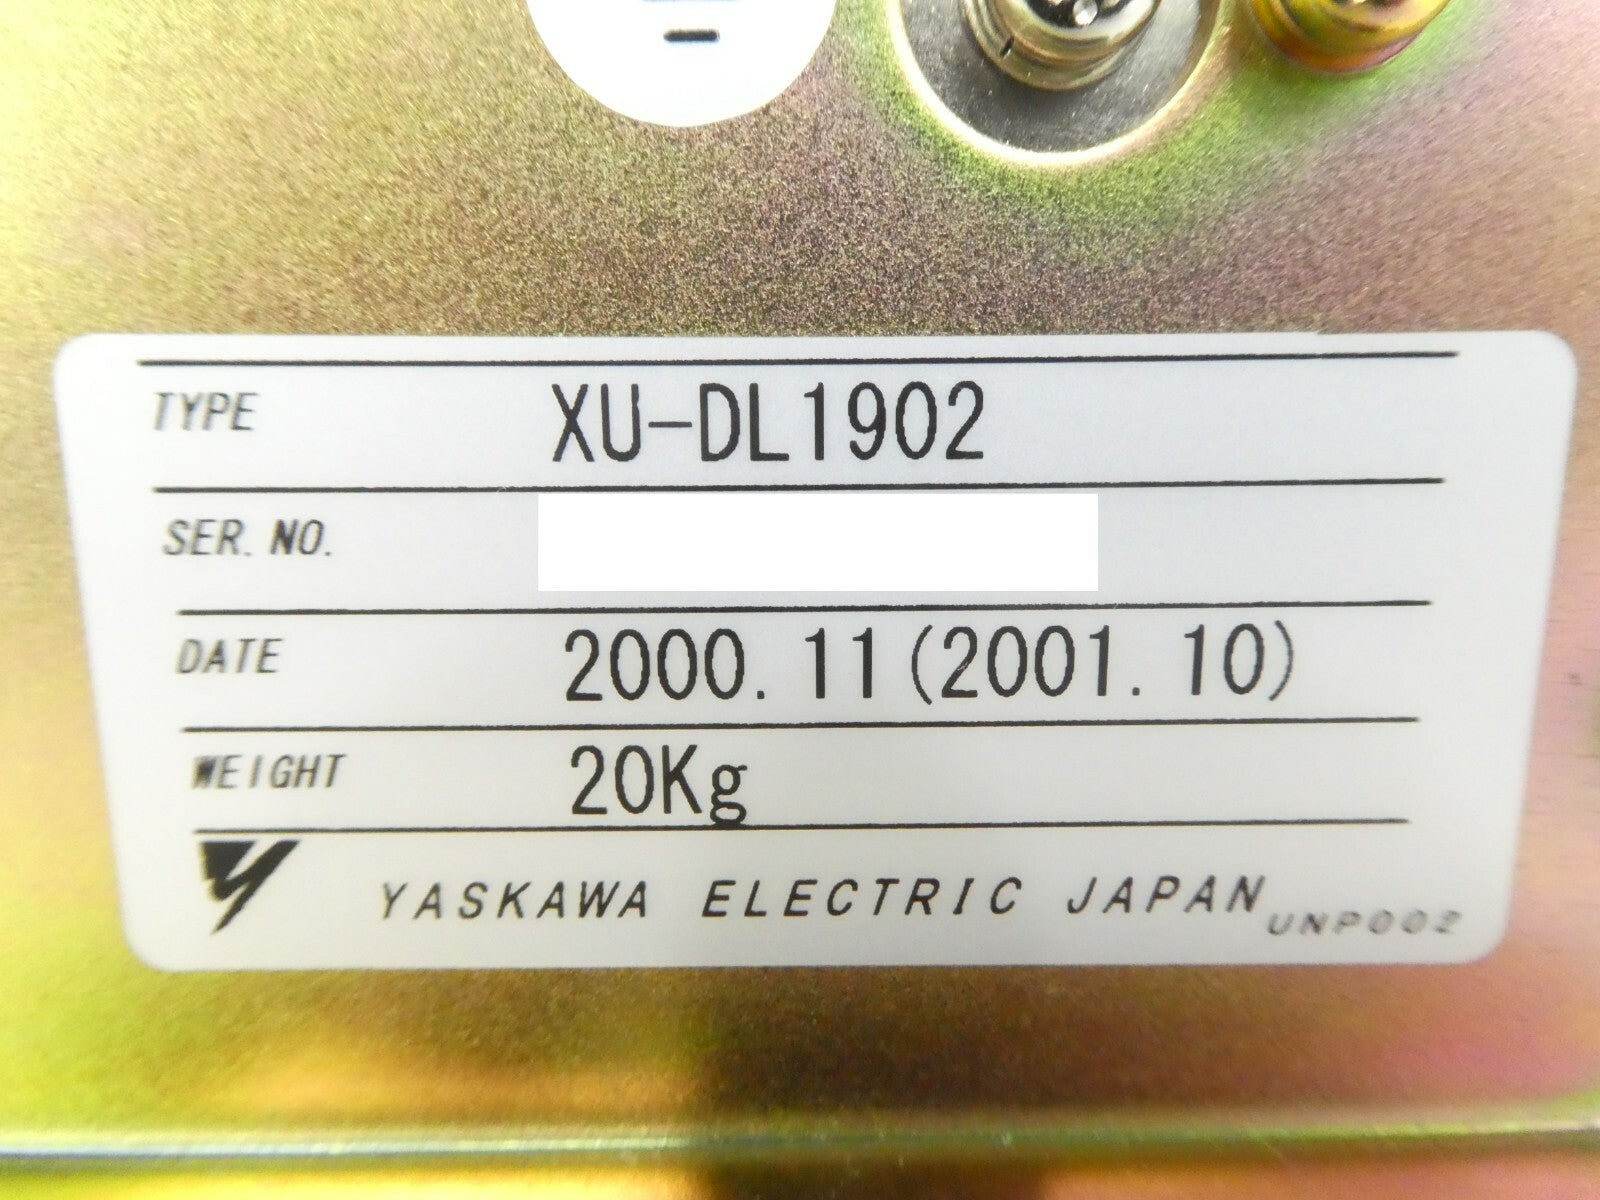 TYPE XU-DL1902
SER. NO.
DATE 2000. 11 (2001. 10)
WEIGHT 20Kg
YASKAWA ELECTRIC JAPAN UNP002